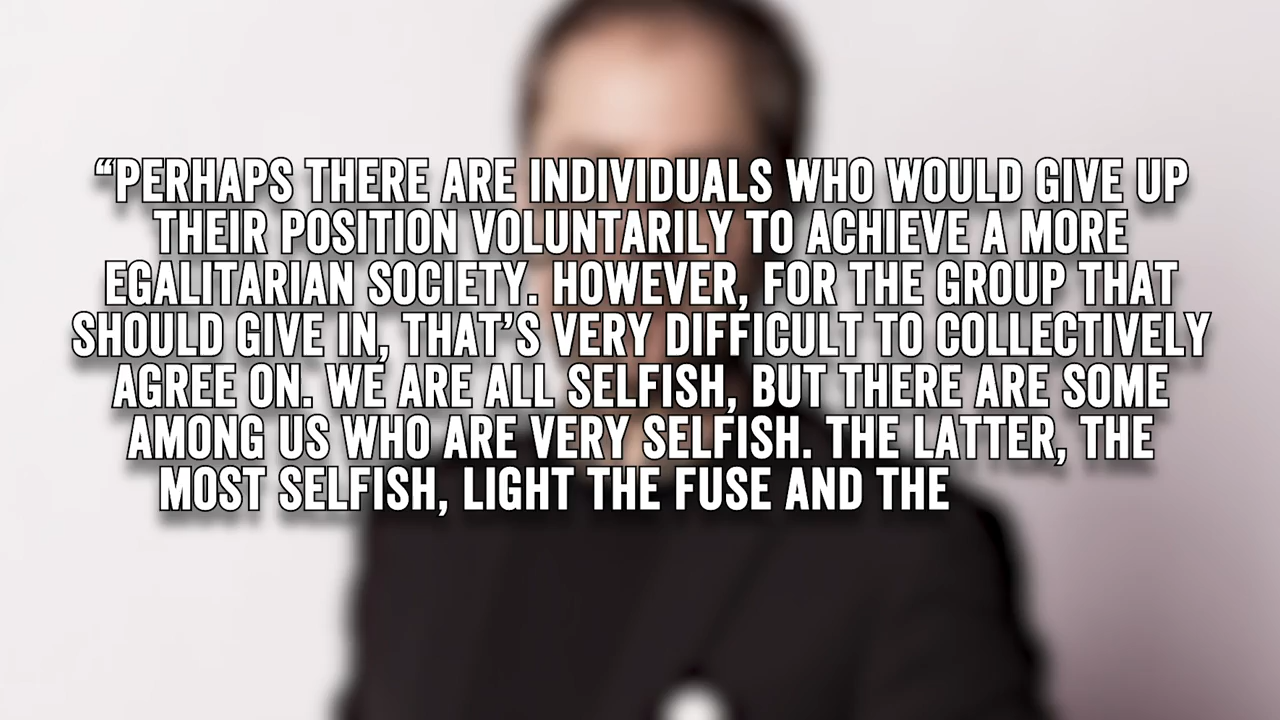 “PERHAPS THERE ARE INDIVIDUALS WHO WOULD GIVE UP
THEIR POSITION VOLUNTARILY TO ACHIEVE A MORE
EGALITARIAN SOCIETY. HOWEVER, FOR THE GROUP THAT
SHOULD GIVE IN, THAT’S VERY DIFFICULT TO COLLECTIVELY
AGREE ON. WE ARE ALL SELFISH, BUT THERE ARE SOME
AMONG US WHO ARE VERY SELFISH. THE LATTER, THE
MOST SELFISH, LIGHT THE FUSE AND THE